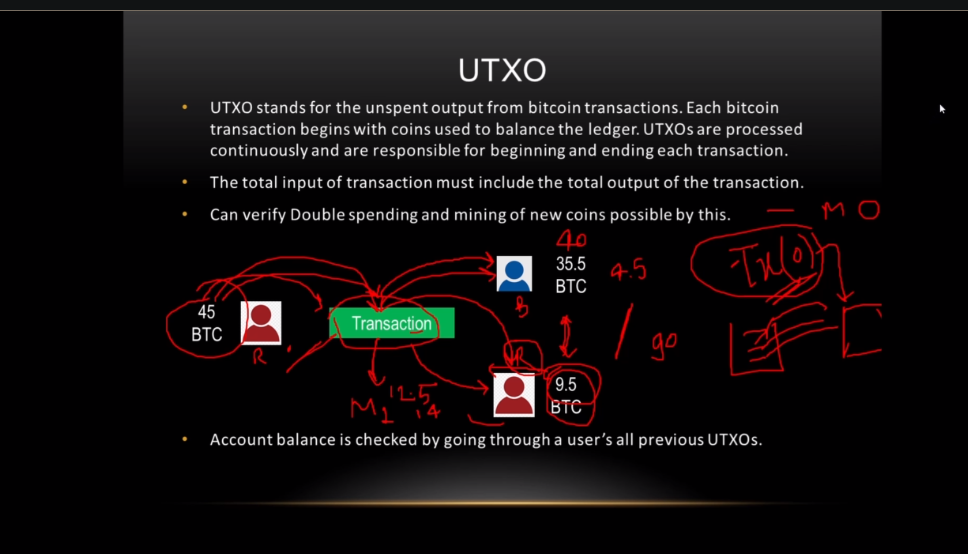 UTXO
• UTXO stands for the unspent output from bitcoin transactions. Each bitcoin
transaction begins with coins used to balance the ledger. UTXOs are processed
continuously and are responsible for beginning and ending each transaction.
• The total input of transaction must include the total output of the transaction.
• Can verify Double spending and mining of new coins possible by this.
— M O
40
Tx(0)
35.5
BTC
4.5
B
45
BTC
R
Transaction
90
R
9.5
BTC
12.5
M1 .4
• Account balance is checked by going through a user's all previous UTXOs.